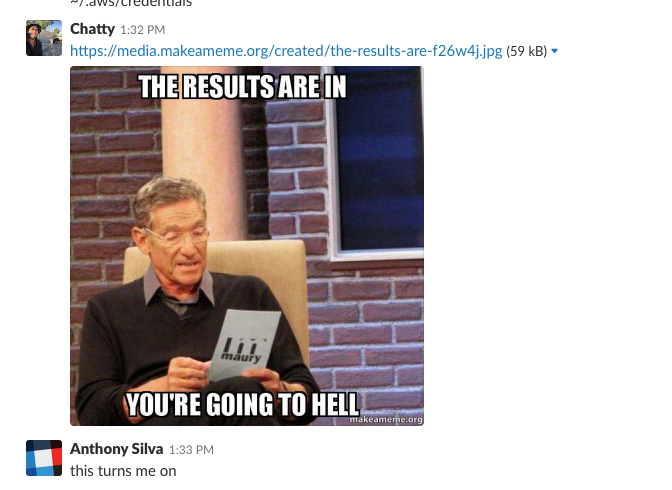 ~/.aws/credentials
Chatty 1:32 PM
https://media.makeameme.org/created/the-results-are-f26w4j.jpg (59 kB)
THE RESULTS ARE IN
maury
YOU'RE GOING TO HELL
makeameme.org
Anthony Silva 1:33 PM
this turns me on